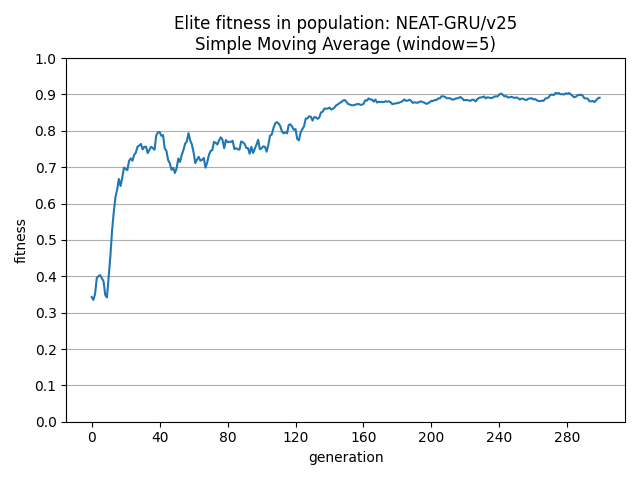 Elite fitness in population: NEAT-GRU/v25
Simple Moving Average (window=5)
1.0
0.9
0.8
0.7
0.6
0.5
0.4
0.3
0.2
0.1
0.0
fitness
0 40 80 120 160 200 240 280
generation